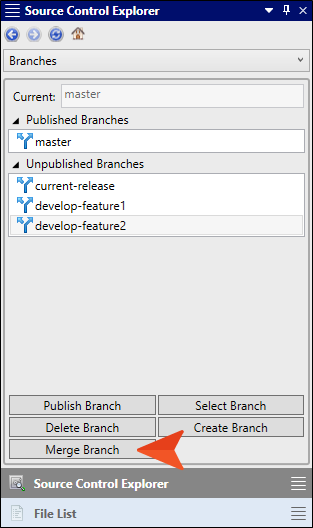 Source Control Explorer
Branches
Current: master
Published Branches
master
Unpublished Branches
current-release
develop-feature1
develop-feature2
Publish Branch Select Branch
Delete Branch Create Branch
Merge Branch
Source Control Explorer
File List